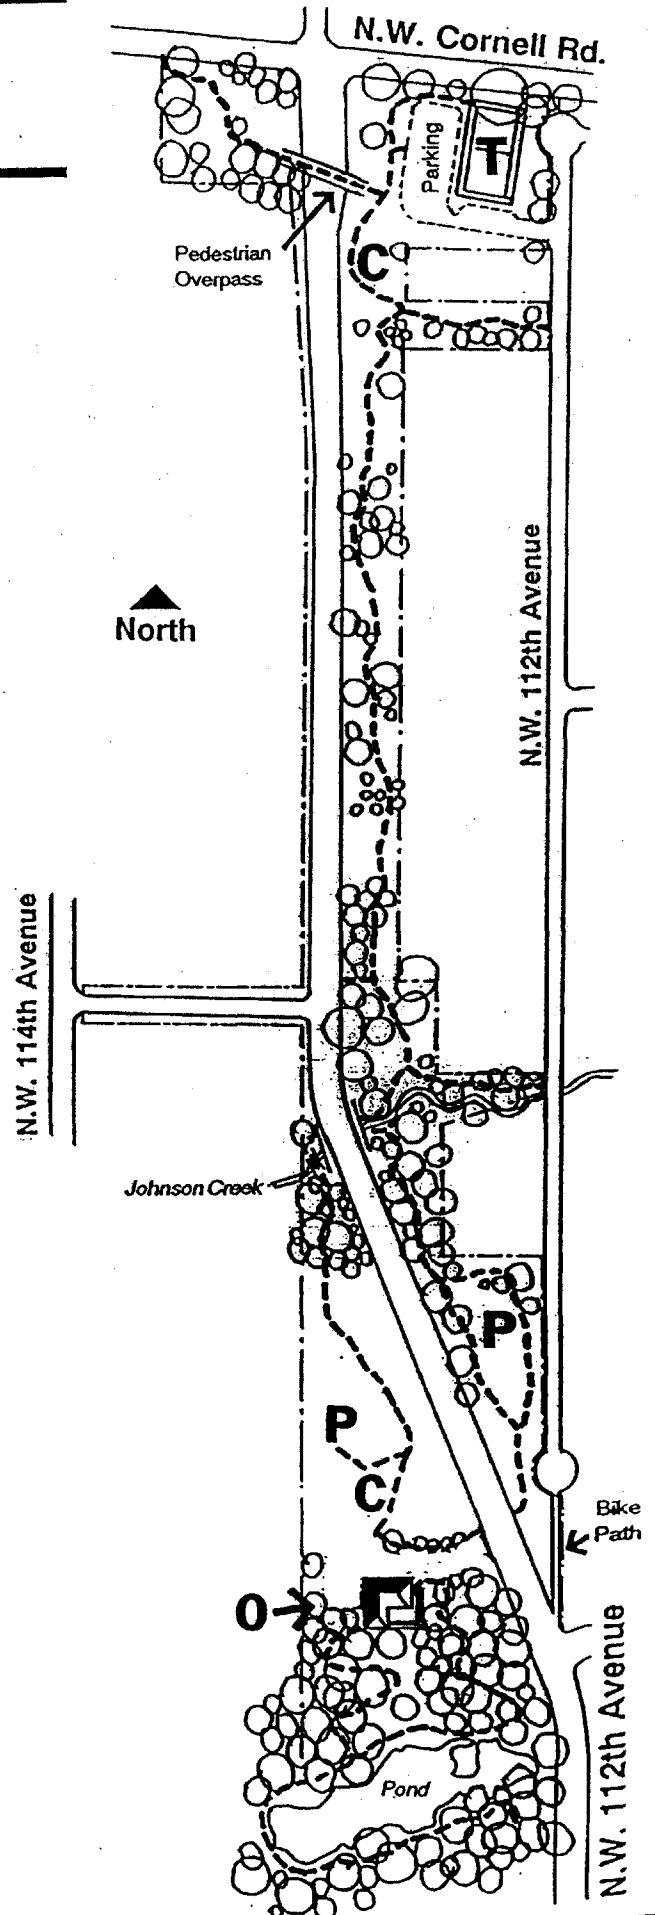 N.W. Cornell Rd.
Parking
T
Pedestrian
Overpass
C
North
N.W. 112th Avenue
N.W. 114th Avenue
Johnson Creek
P
P
C
Bike
Path
O
Pond
N.W. 112th Avenue